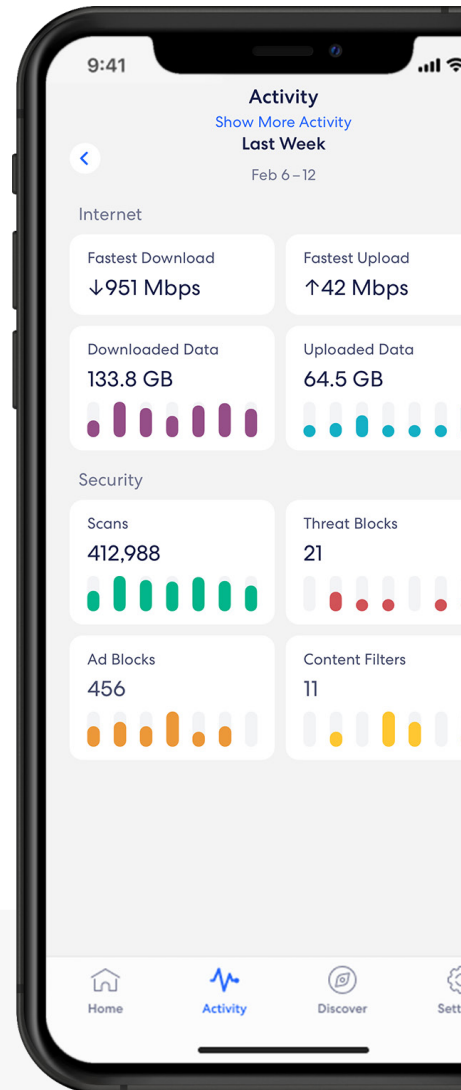 9:41
Activity
Show More Activity
Last Week
Feb 6–12
Internet
Fastest Download
↓951 Mbps
Fastest Upload
↑42 Mbps
Downloaded Data
133.8 GB
Uploaded Data
64.5 GB
Security
Scans
412,988
Threat Blocks
21
Ad Blocks
456
Content Filters
11
Home
Activity
Discover